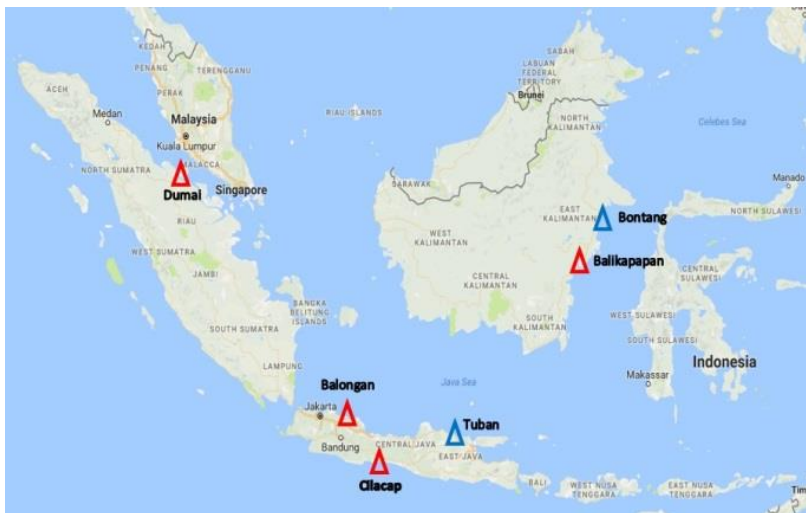 KEDAH
PENANG
TERENGGANU
PERAK
ACEH
Medan
Malaysia
Kuala Lumpur
NORTH SUMATRA
MALACCA
Dumai
Singapore
RIAU
WEST SUMATRA
JAMBI
SOUTH SUMATRA
BANGKA
BELITUNG
ISLANDS
LAMPUNG
RIAU ISLANDS
SABAH
LABUAN
FEDERAL
TERRITORY
Brunei
NORTH
KALIMANTAN
Celebes Sea
SARAWAK
EAST
KALIMANTAN
Bontang
Manado
NORTH SULAWESI
WEST
KALIMANTAN
Balikapapan
CENTRAL
KALIMANTAN
CENTRAL
SULAWESI
SOUTH
KALIMANTAN
WEST SULAWESI
SOUTH SULAWESI
Indonesia
Makassar
Java Sea
Balongan
Jakarta
Tuban
Bandung
CENTRAL JAVA
EAST JAVA
Cilacap
BALI
WEST NUSA
TENGGARA
EAST NUSA
TENGGARA
Tim